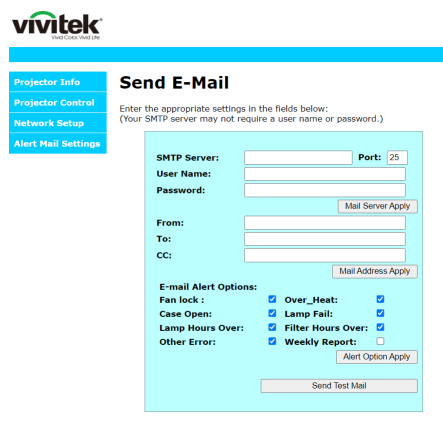 vivitek
Vivid Color, Vivid Life
Projector Info
Projector Control
Network Setup
Alert Mail Settings
Send E-Mail
Enter the appropriate settings in the fields below:
(Your SMTP server may not require a user name or password.)
SMTP Server: Port: 25
User Name:
Password:
Mail Server Apply
From:
To:
CC:
Mail Address Apply
E-mail Alert Options:
Fan lock : Over_Heat:
Case Open: Lamp Fail:
Lamp Hours Over: Filter Hours Over:
Other Error: Weekly Report:
Alert Option Apply
Send Test Mail